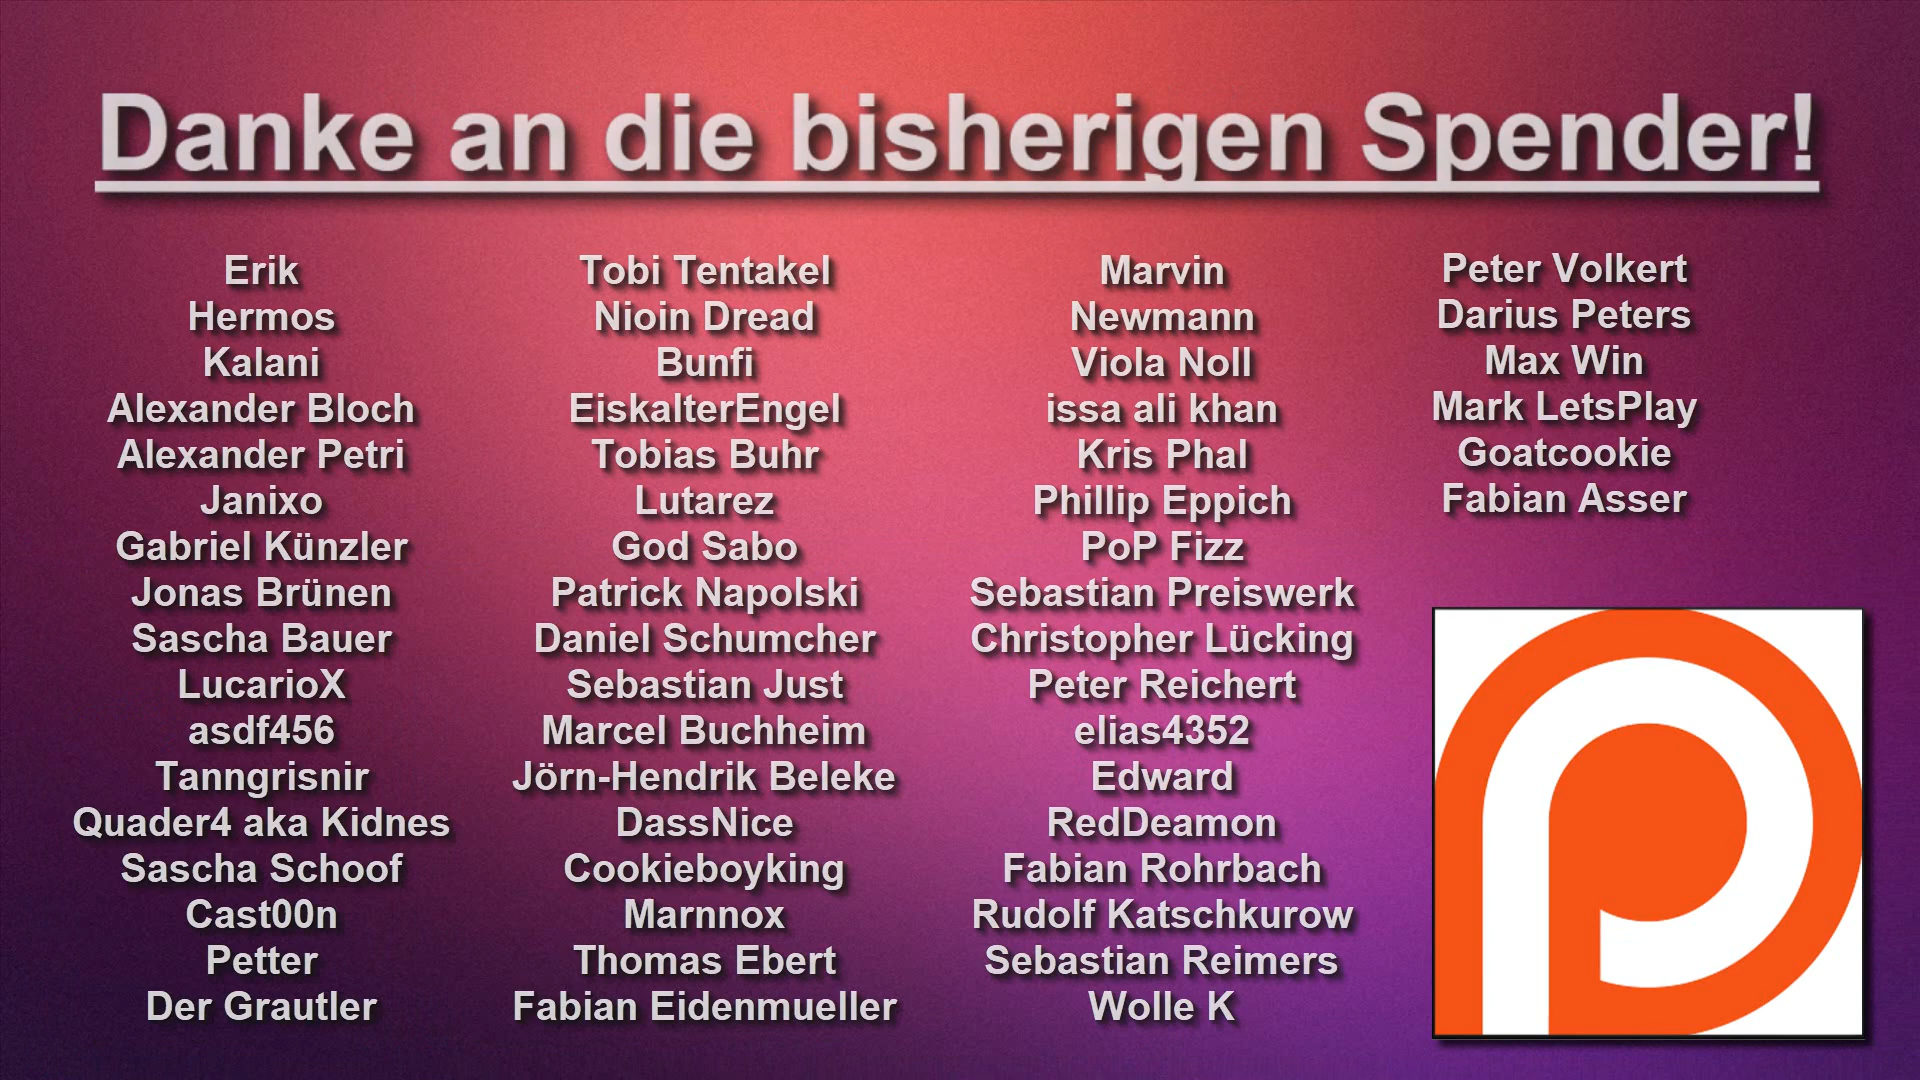 Danke an die bisherigen Spender!
Erik
Hermos
Kalani
Alexander Bloch
Alexander Petri
Janixo
Gabriel Künzler
Jonas Brünen
Sascha Bauer
LucarioX
asdf456
Tanngrisnir
Quader4 aka Kidnes
Sascha Schoof
Cast00n
Petter
Der Grautler
Tobi Tentakel
Nioin Dread
Bunfi
EiskalterEngel
Tobias Buhr
Lutarez
God Sabo
Patrick Napolski
Daniel Schumcher
Sebastian Just
Marcel Buchheim
Jörn-Hendrik Beleke
DassNice
Cookieboyking
Marnnox
Thomas Ebert
Fabian Eidenmueller
Marvin
Newmann
Viola Noll
issa ali khan
Kris Phal
Phillip Eppich
PoP Fizz
Sebastian Preiswerk
Christopher Lücking
Peter Reichert
elias4352
Edward
RedDeamon
Fabian Rohrbach
Rudolf Katschkurow
Sebastian Reimers
Wolle K
Peter Volkert
Darius Peters
Max Win
Mark LetsPlay
Goatcookie
Fabian Asser